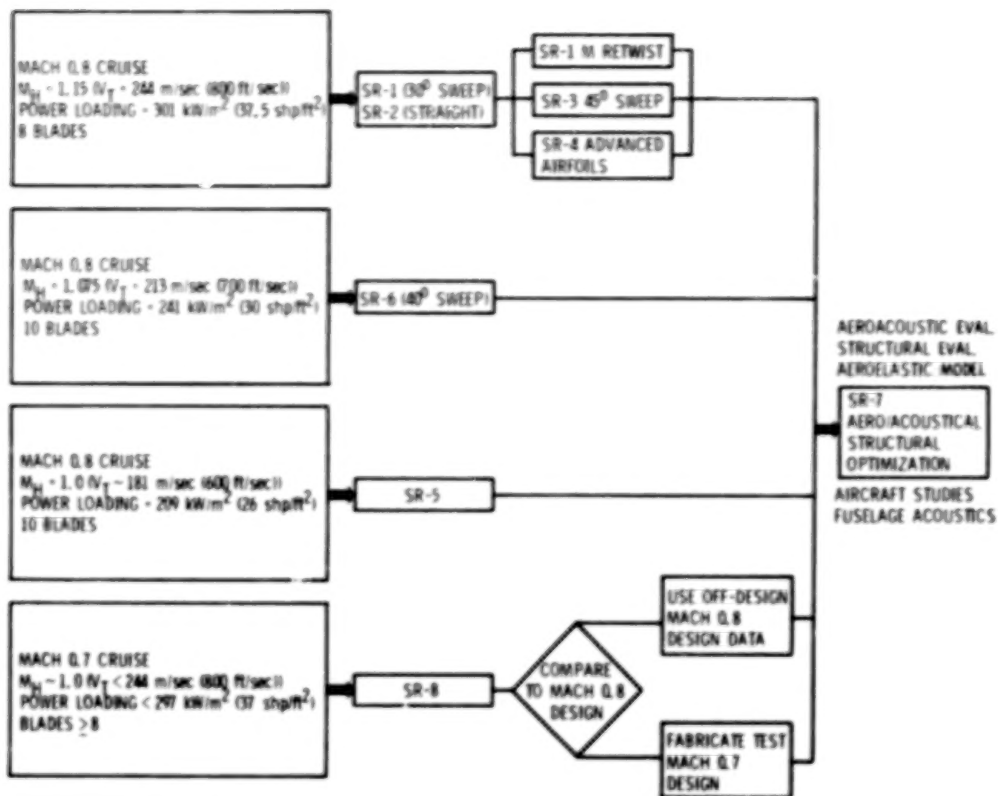 MACH 0.8 CRUISE
M_H - 1.15 (V_T - 244 m/sec (800 ft/sec))
POWER LOADING - 301 kW/m² (37.5 shp/ft²)
8 BLADES
SR-1 (30⁰ SWEEP)
SR-2 (STRAIGHT)
SR-1 M RETWIST
SR-3 45⁰ SWEEP
SR-4 ADVANCED
AIRFOILS
MACH 0.8 CRUISE
M_H - 1.075 (V_T - 213 m/sec (700 ft/sec))
POWER LOADING - 241 kW/m² (30 shp/ft²)
10 BLADES
SR-6 (40⁰ SWEEP)
MACH 0.8 CRUISE
M_H - 1.0 (V_T ~ 181 m/sec (600 ft/sec))
POWER LOADING - 209 kW/m² (26 shp/ft²)
10 BLADES
SR-5
MACH 0.7 CRUISE
M_H ~ 1.0 (V_T < 244 m/sec (800 ft/sec))
POWER LOADING < 297 kW/m² (37 shp/ft²)
BLADES ≥ 8
SR-8
COMPARE
TO MACH 0.8
DESIGN
USE OFF-DESIGN
MACH 0.8
DESIGN DATA
FABRICATE TEST
MACH 0.7
DESIGN
AEROACOUSTIC EVAL.
STRUCTURAL EVAL.
AEROELASTIC MODEL
SR-7
AERO/ACOUSTICAL
STRUCTURAL
OPTIMIZATION
AIRCRAFT STUDIES
FUSELAGE ACOUSTICS